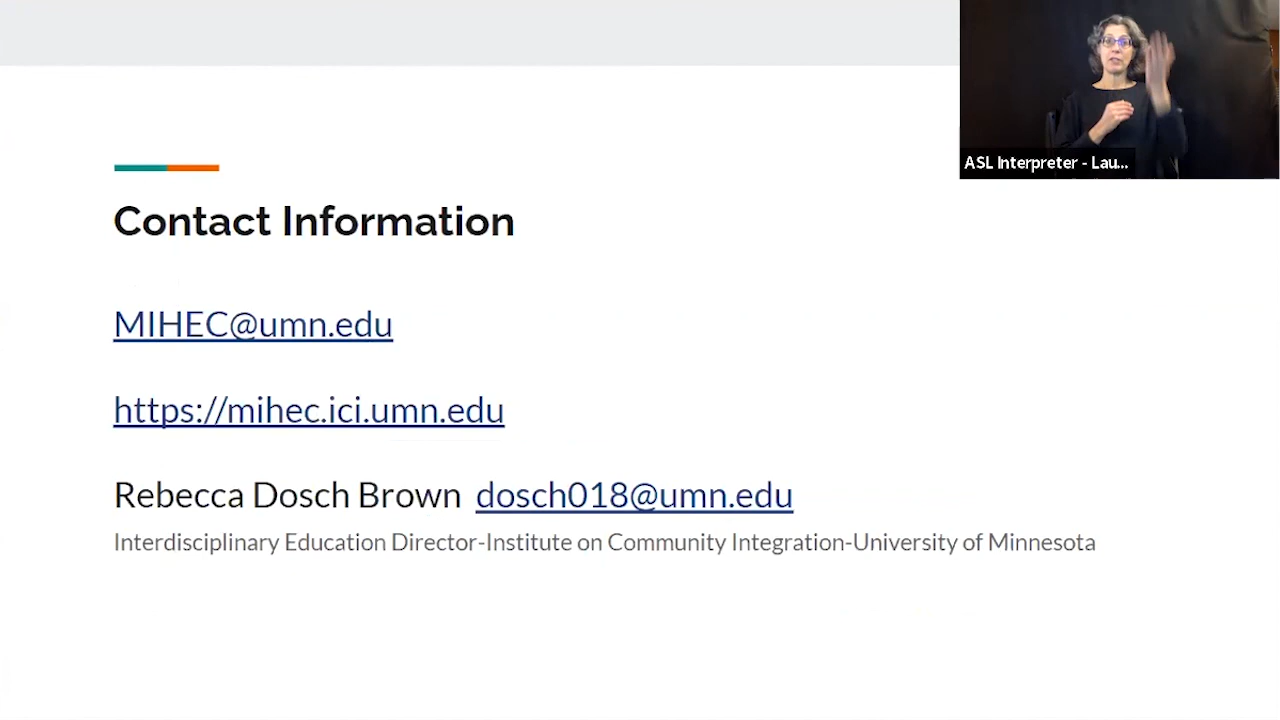 ASL Interpreter - Lau...
Contact Information
MIHEC@umn.edu
https://mihec.ici.umn.edu
Rebecca Dosch Brown dosch018@umn.edu
Interdisciplinary Education Director-Institute on Community Integration-University of Minnesota